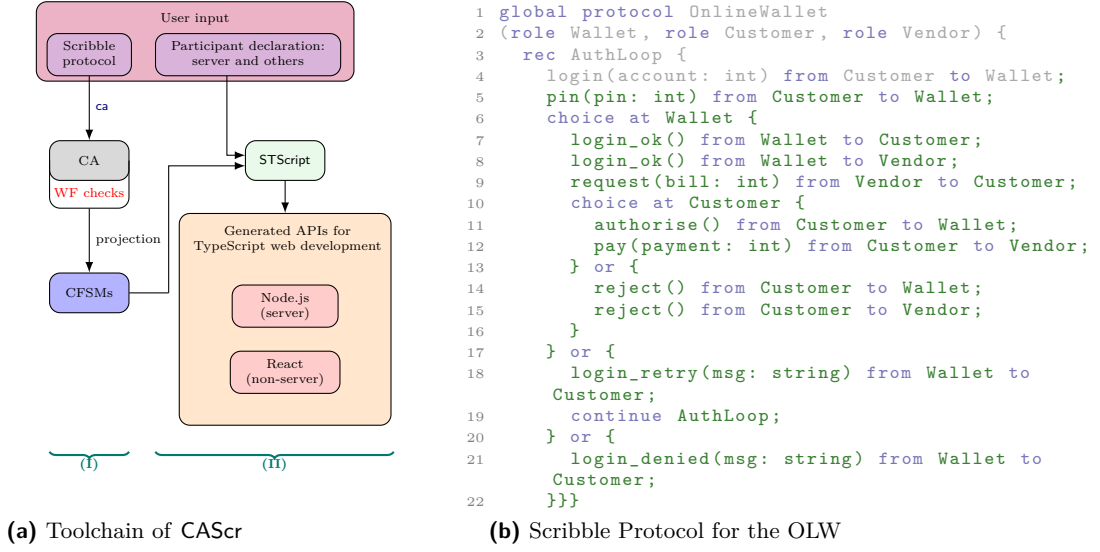 User input
Scribble
protocol
Participant declaration:
server and others
ca
CA
WF checks
STScript
projection
CFSMs
Generated APIs for
TypeScript web development
Node.js
(server)
React
(non-server)
(I)
(II)
(a) Toolchain of CAScr
1 global protocol OnlineWallet
2 (role Wallet, role Customer, role Vendor) {
3 rec AuthLoop {
4 login(account: int) from Customer to Wallet;
5 pin(pin: int) from Customer to Wallet;
6 choice at Wallet {
7 login_ok() from Wallet to Customer;
8 login_ok() from Wallet to Vendor;
9 request(bill: int) from Vendor to Customer;
10 choice at Customer {
11 authorise() from Customer to Wallet;
12 pay(payment: int) from Customer to Vendor;
13 } or {
14 reject() from Customer to Wallet;
15 reject() from Customer to Vendor;
16 }
17 } or {
18 login_retry(msg: string) from Wallet to
Customer;
19 continue AuthLoop;
20 } or {
21 login_denied(msg: string) from Wallet to
Customer;
22 }}}
(b) Scribble Protocol for the OLW